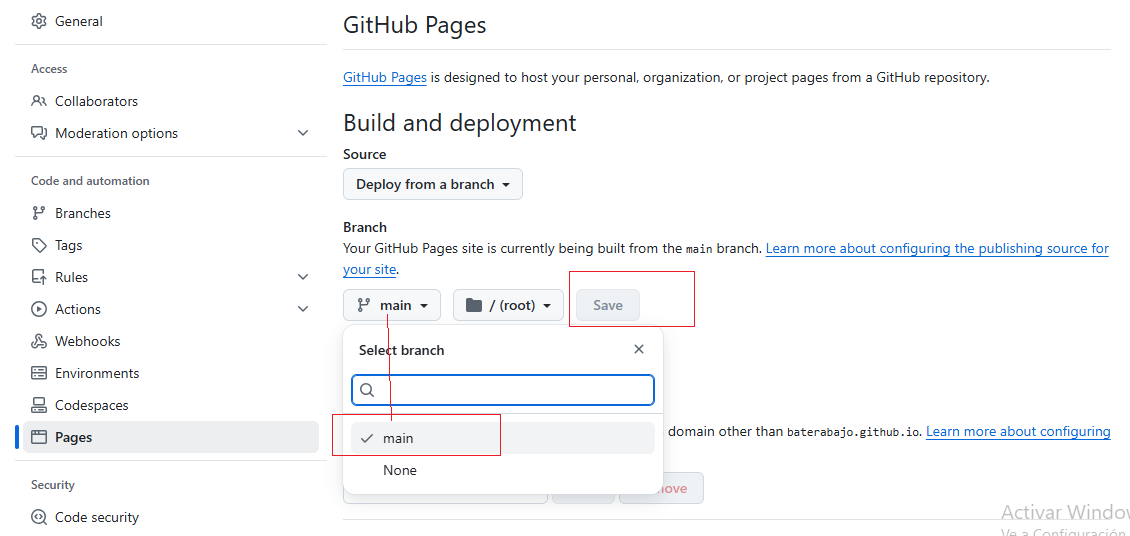 General
Access
Collaborators
Moderation options
Code and automation
Branches
Tags
Rules
Actions
Webhooks
Environments
Codespaces
Pages
Security
Code security
GitHub Pages
GitHub Pages is designed to host your personal, organization, or project pages from a GitHub repository.
Build and deployment
Source
Deploy from a branch
Branch
Your GitHub Pages site is currently being built from the main branch. Learn more about configuring the publishing source for
your site.
main / (root) Save
Select branch
main
None
domain other than baterabajo.github.io. Learn more about configuring
Activar Window
Ve a Configuración